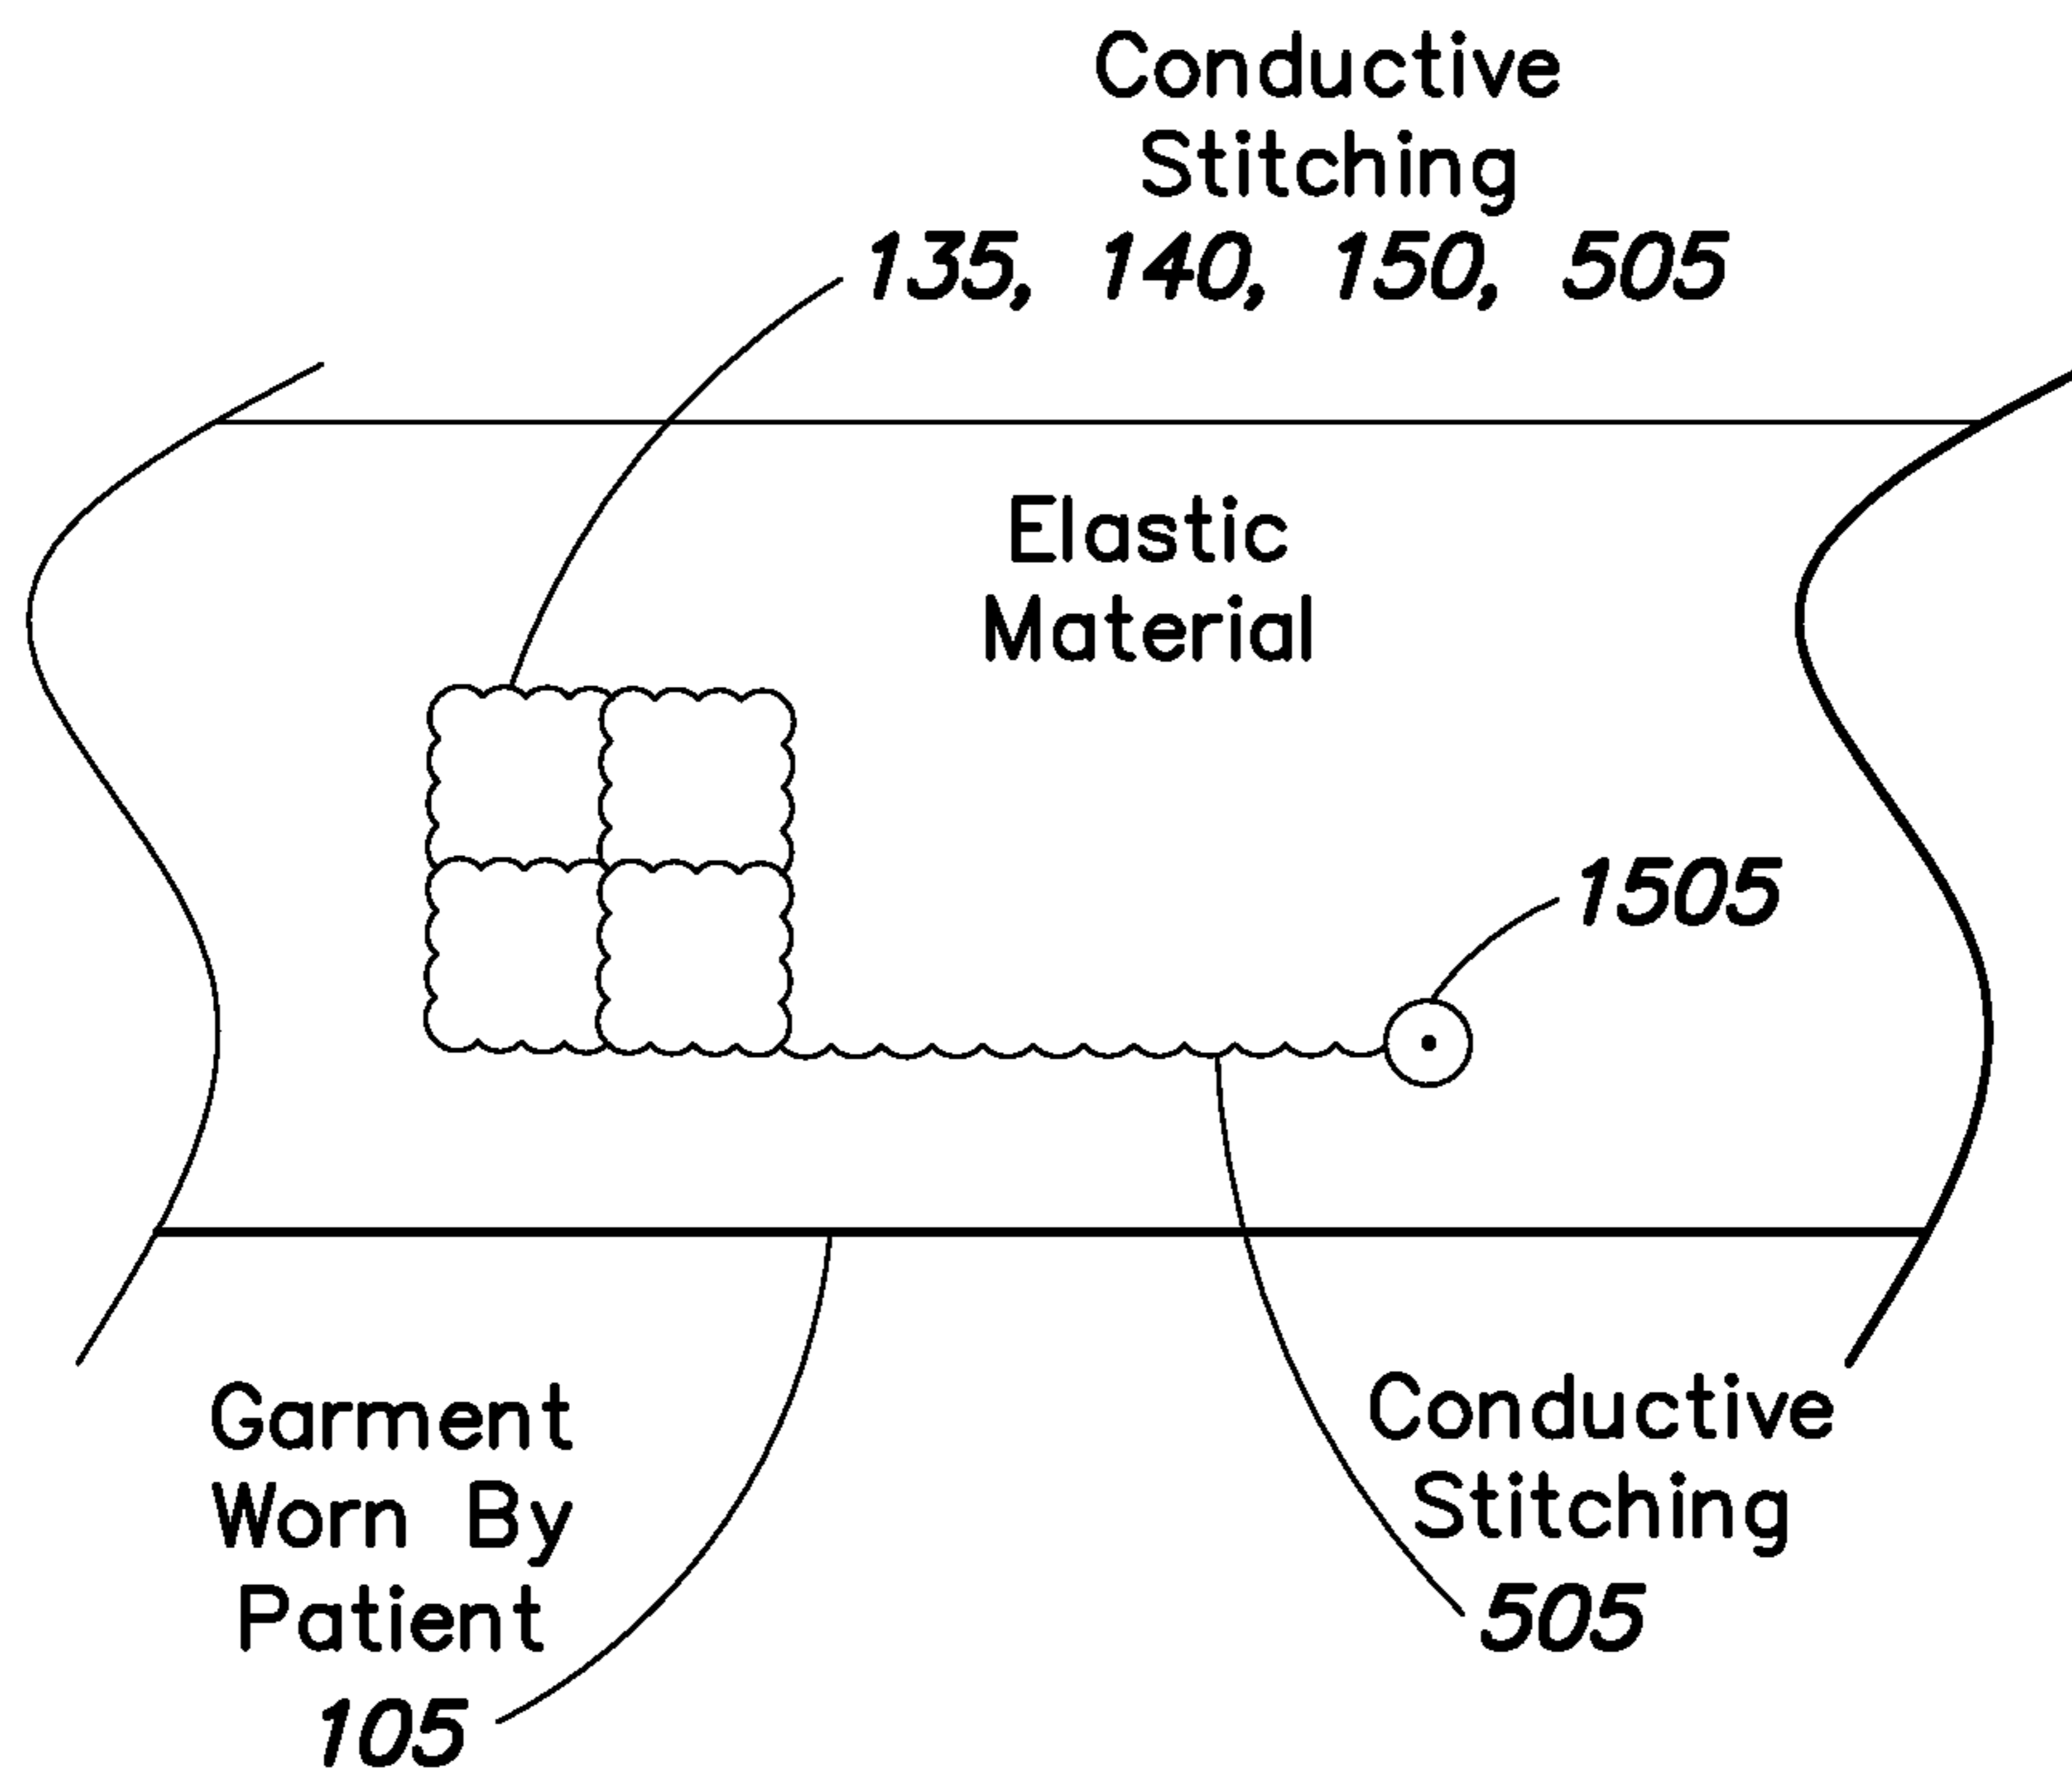 Conductive
Stitching
135, 140, 150, 505
Elastic
Material
1505
Garment
Worn By
Patient
105
Conductive
Stitching
505